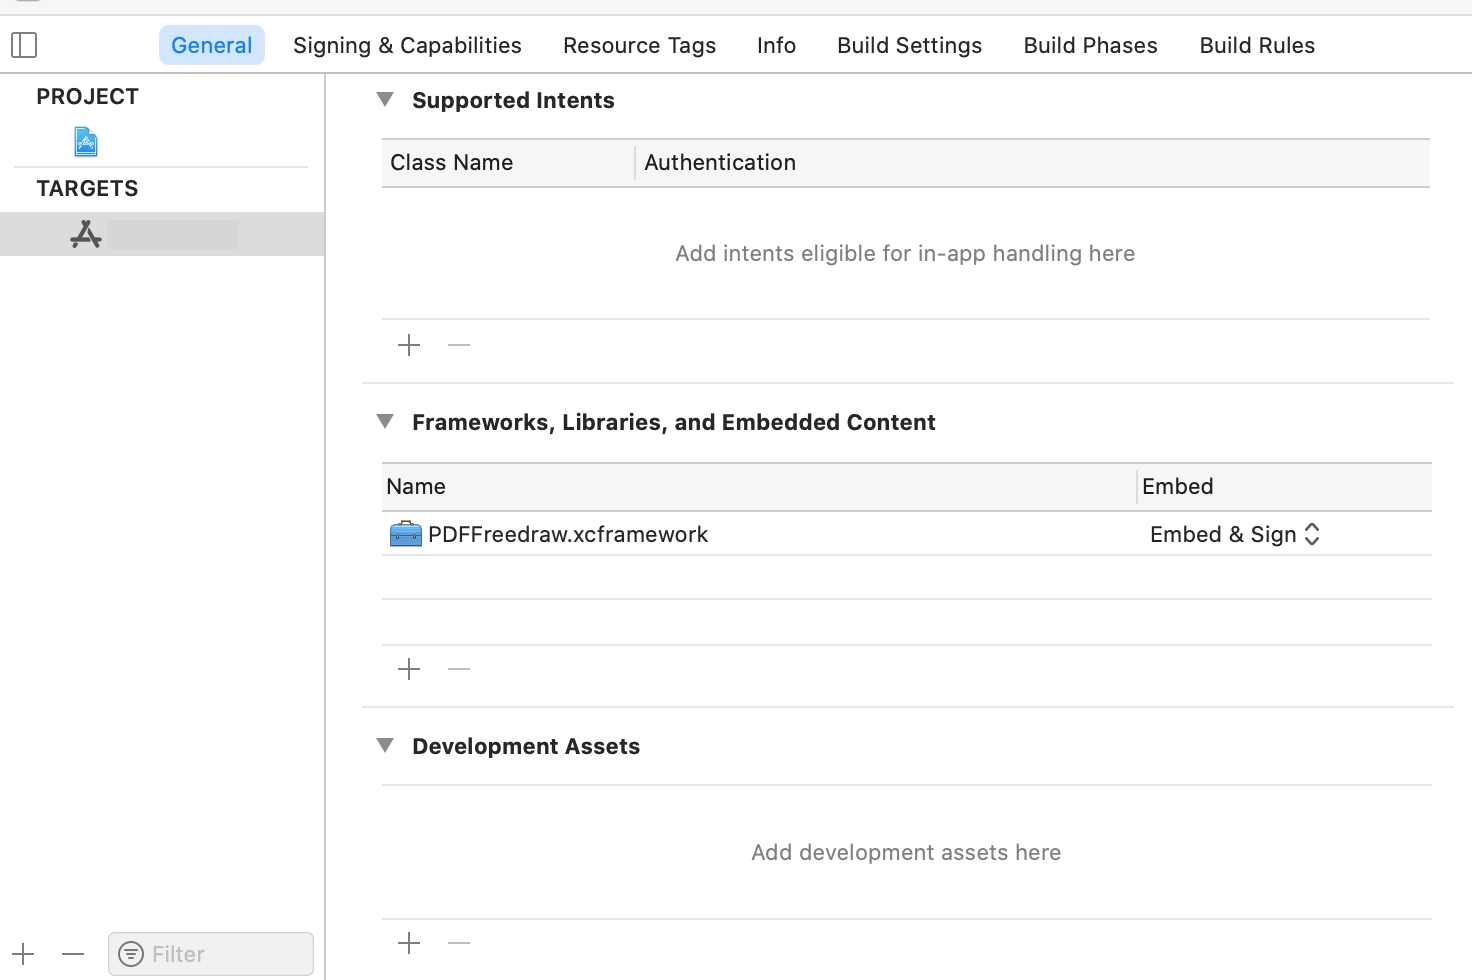 General Signing & Capabilities Resource Tags Info Build Settings Build Phases Build Rules
PROJECT
TARGETS
Filter
Supported Intents
Class Name Authentication
Add intents eligible for in-app handling here
Frameworks, Libraries, and Embedded Content
Name Embed
PDFFreedraw.xcframework Embed & Sign
Development Assets
Add development assets here